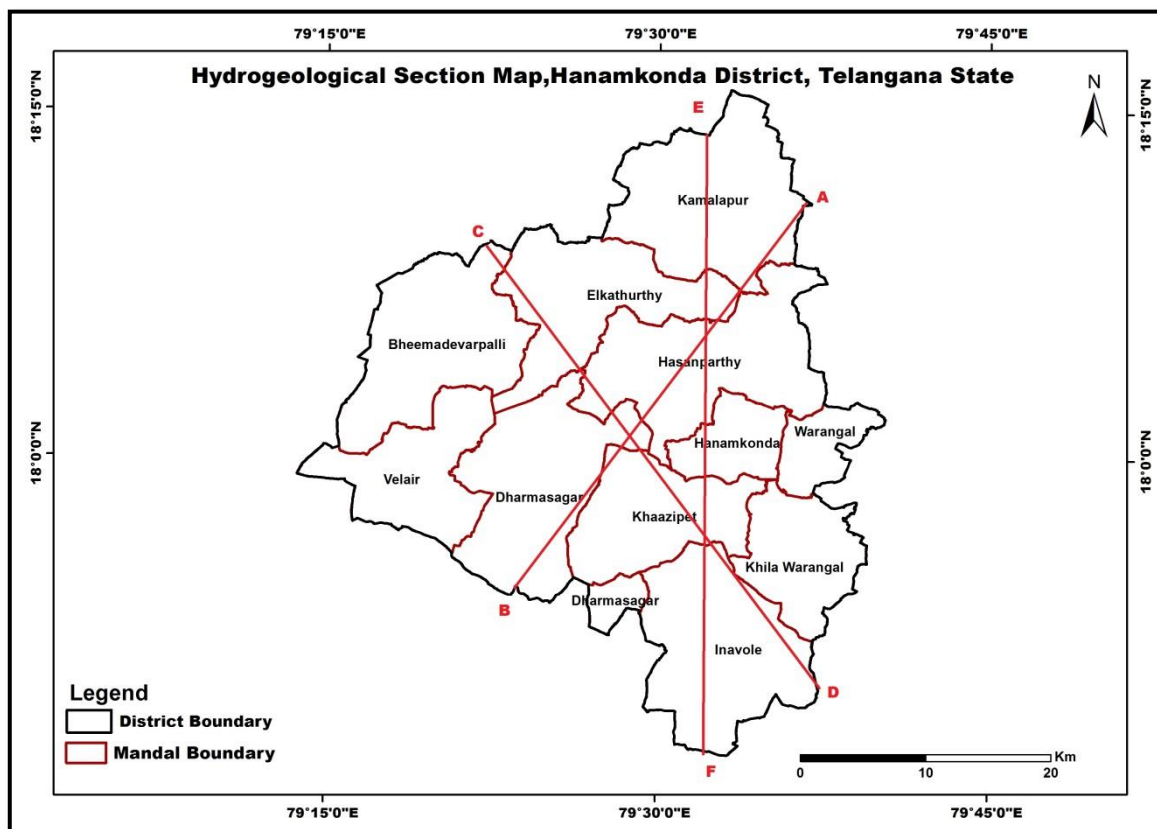 79°15'0"E 79°30'0"E 79°45'0"E
Hydrogeological Section Map,Hanamkonda District, Telangana State
18°15'0"N
18°15'0"N
N
E
Kamalapur
A
C
Elkathurthy
Bheemadevarpalli
Hasanparthy
Warangal
Hanamkonda
18°0'0"N
18°0'0"N
Velair
Dharmasagar
Khaazipet
Khila Warangal
B
Dharmasagar
Inavole
D
Legend
District Boundary
Mandal Boundary
Km
0 10 20
F
79°15'0"E 79°30'0"E 79°45'0"E